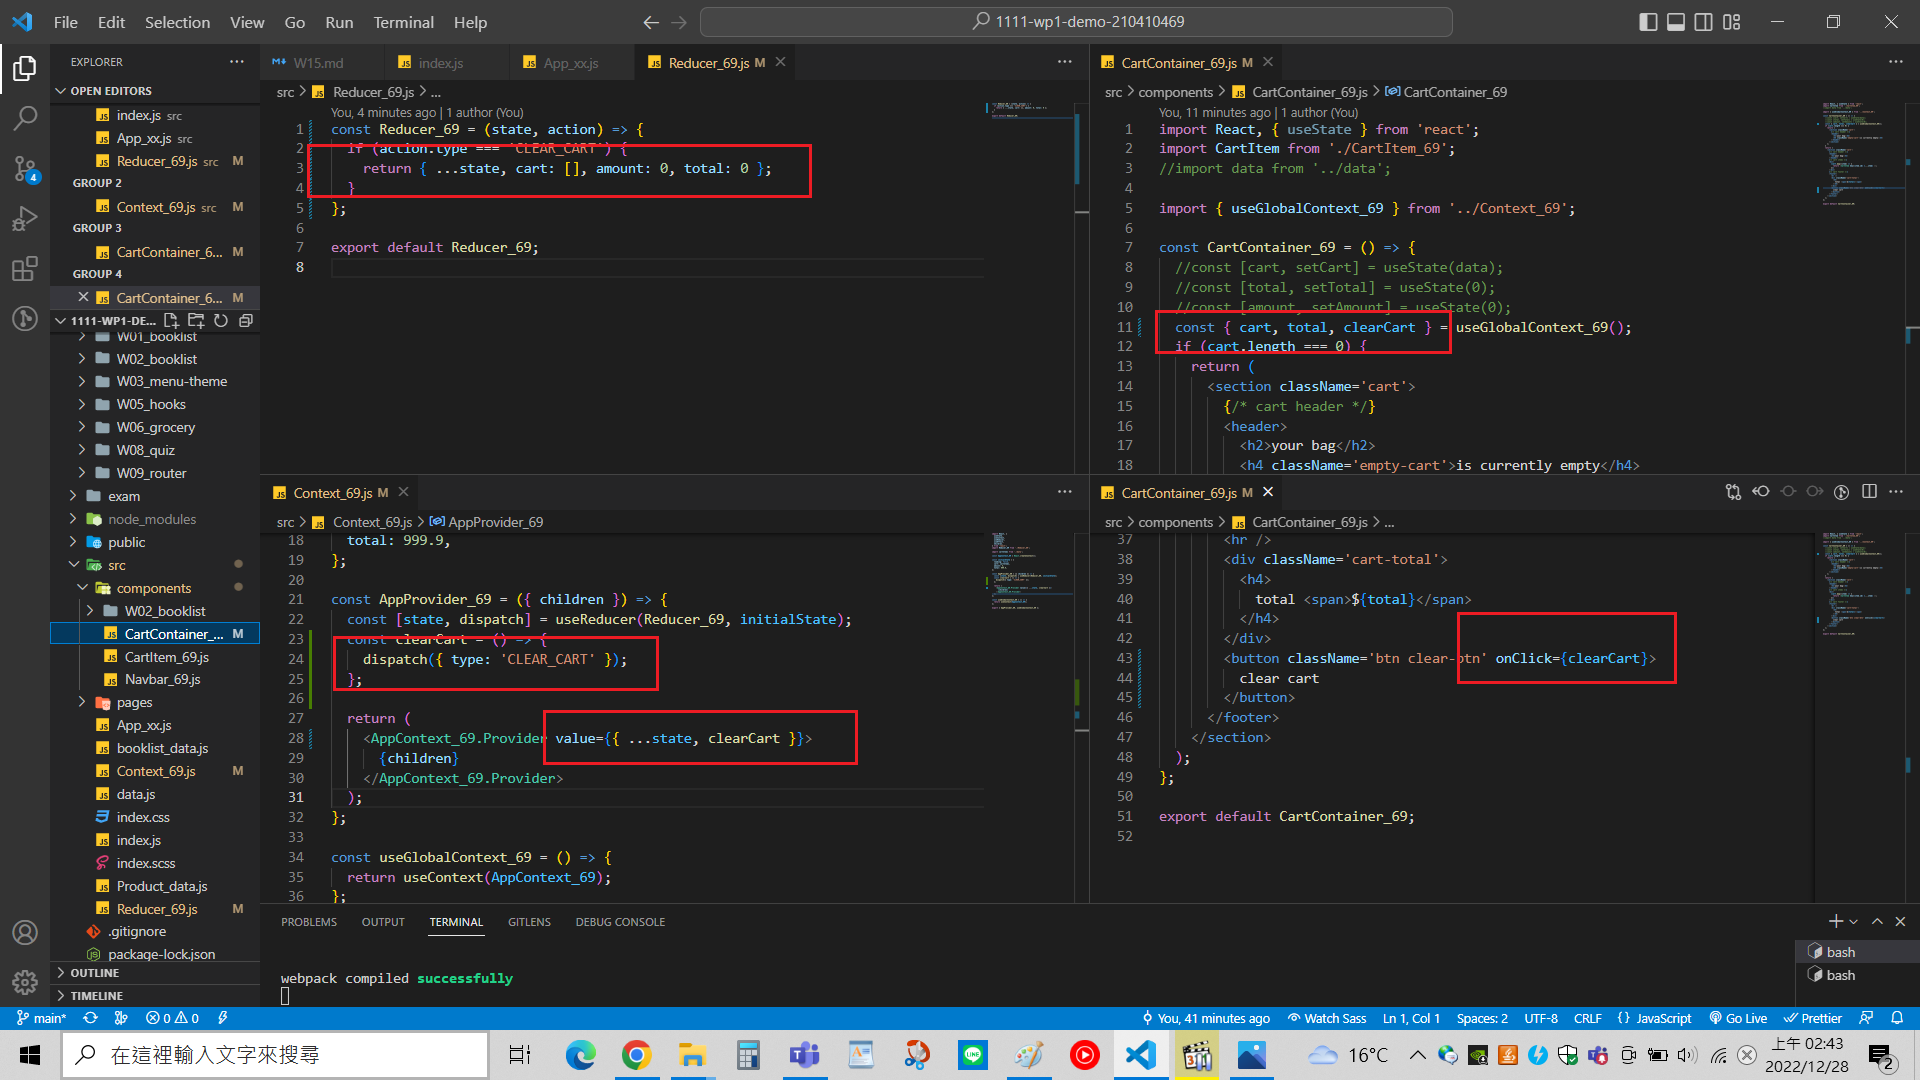 File Edit Selection View Go Run Terminal Help
1111-wp1-demo-210410469
EXPLORER
OPEN EDITORS
index.js src
App_xx.js src
Reducer_69.js src M
GROUP 2
Context_69.js src M
GROUP 3
CartContainer_6... M
GROUP 4
CartContainer_6... M
1111-WP1-DE...
W01_booklist
W02_booklist
W03_menu-theme
W05_hooks
W06_grocery
W08_quiz
W09_router
exam
node_modules
public
src
components
W02_booklist
CartContainer_... M
CartItem_69.js
Navbar_69.js
pages
App_xx.js
booklist_data.js
Context_69.js M
data.js
index.css
index.js
index.scss
Product_data.js
Reducer_69.js M
.gitignore
package-lock.json
OUTLINE
TIMELINE
W15.md index.js App_xx.js Reducer_69.js M
src > Reducer_69.js > ...
You, 4 minutes ago | 1 author (You)
1 const Reducer_69 = (state, action) => {
2 if (action.type === 'CLEAR_CART') {
3 return { ...state, cart: [], amount: 0, total: 0 };
4 }
5 };
6
7 export default Reducer_69;
8
CartContainer_69.js M
src > components > CartContainer_69.js > CartContainer_69
You, 11 minutes ago | 1 author (You)
1 import React, { useState } from 'react';
2 import CartItem from './CartItem_69';
3 //import data from '../data';
4
5 import { useGlobalContext_69 } from '../Context_69';
6
7 const CartContainer_69 = () => {
8 //const [cart, setCart] = useState(data);
9 //const [total, setTotal] = useState(0);
10 //const [amount, setAmount] = useState(0);
11 const { cart, total, clearCart } = useGlobalContext_69();
12 if (cart.length === 0) {
13 return (
14 <section className='cart'>
15 {/* cart header */}
16 <header>
17 <h2>your bag</h2>
18 <h4 className='empty-cart'>is currently empty</h4>
Context_69.js M
src > Context_69.js > AppProvider_69
18 total: 999.9,
19 };
20
21 const AppProvider_69 = ({ children }) => {
22 const [state, dispatch] = useReducer(Reducer_69, initialState);
23 const clearCart = () => {
24 dispatch({ type: 'CLEAR_CART' });
25 };
26
27 return (
28 <AppContext_69.Provider value={{ ...state, clearCart }}>
29 {children}
30 </AppContext_69.Provider>
31 );
32 };
33
34 const useGlobalContext_69 = () => {
35 return useContext(AppContext_69);
36 };
CartContainer_69.js M
src > components > CartContainer_69.js > ...
37 <hr />
38 <div className='cart-total'>
39 <h4>
40 total <span>${total}</span>
41 </h4>
42 </div>
43 <button className='btn clear-btn' onClick={clearCart}>
44 clear cart
45 </button>
46 </footer>
47 </section>
48 );
49 };
50
51 export default CartContainer_69;
52
PROBLEMS OUTPUT TERMINAL GITLENS DEBUG CONSOLE
webpack compiled successfully
bash
bash
main* 0 0 You, 41 minutes ago Watch Sass Ln 1, Col 1 Spaces: 2 UTF-8 CRLF {} JavaScript Go Live Prettier
在這裡輸入文字來搜尋
16°C
上午 02:43
2022/12/28
2